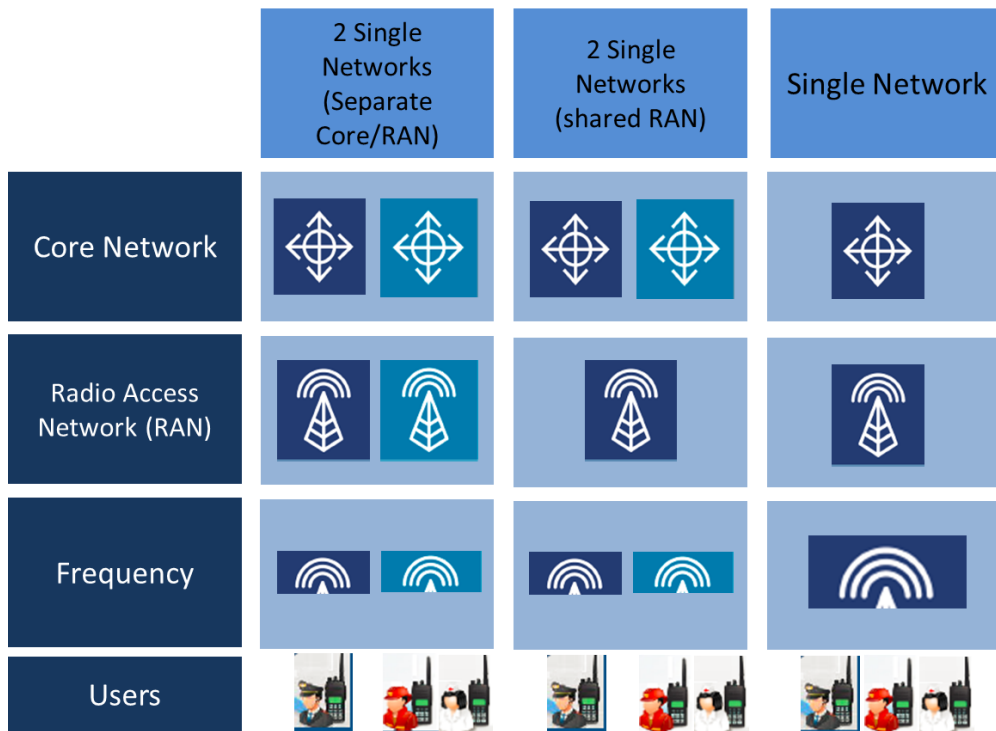 2 Single
Networks
(Separate
Core/RAN)
2 Single
Networks
(shared RAN)
Single Network
Core Network
Radio Access
Network (RAN)
Frequency
Users